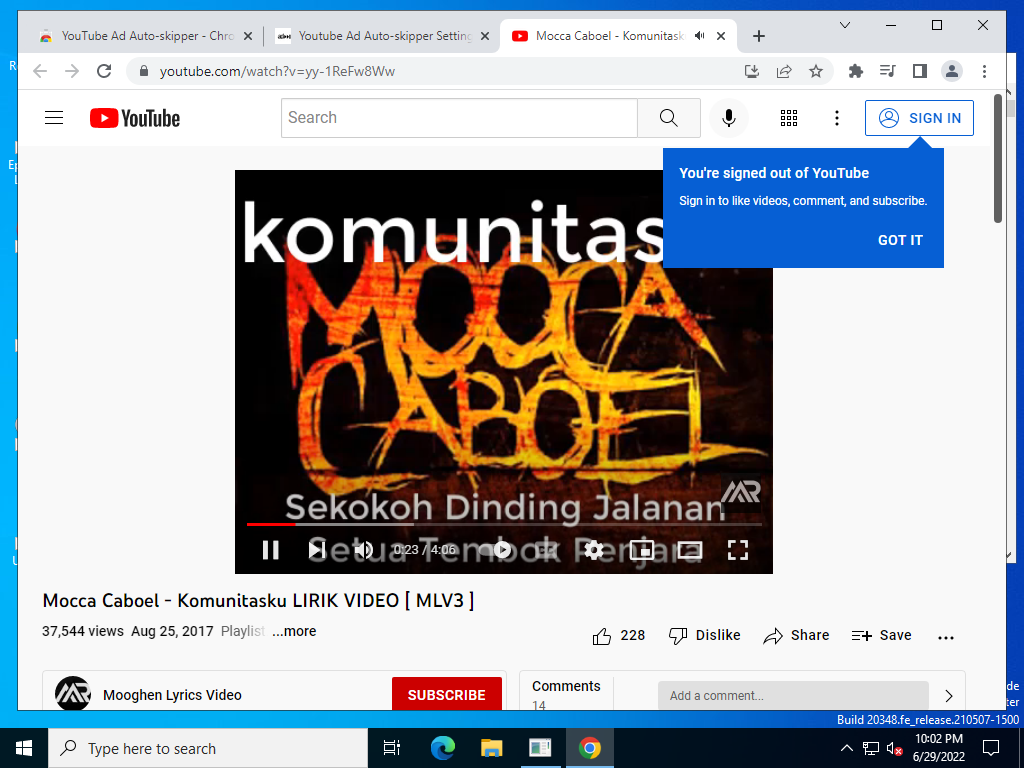 YouTube Ad Auto-skipper - Chro
Youtube Ad Auto-skipper Setting
Mocca Caboel - Komunitask
youtube.com/watch?v=yy-1ReFw8Ww
YouTube
Search
SIGN IN
You're signed out of YouTube
Sign in to like videos, comment, and subscribe.
GOT IT
komunitas
MOCCA
CABOEL
MR
Sekokoh Dinding Jalanan
Setua Tembok Penjara
0:23 / 4:06
Mocca Caboel - Komunitasku LIRIK VIDEO [ MLV3 ]
37,544 views Aug 25, 2017 Playlist ...more
228 Dislike Share Save
MR Mooghen Lyrics Video
SUBSCRIBE
Comments
14
Add a comment...
Build 20348.fe_release.210507-1500
Type here to search
10:02 PM
6/29/2022